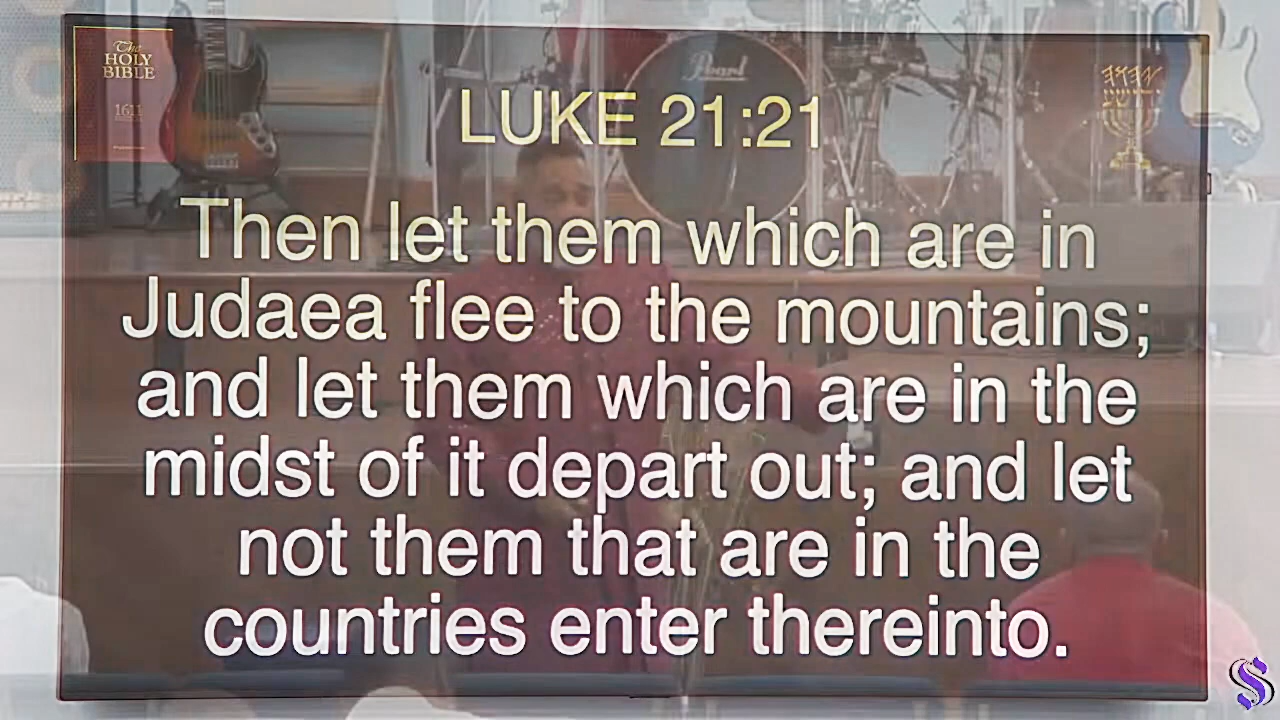 The
HOLY
BIBLE
1611
Pearl
LUKE 21:21
Then let them which are in
Judaea flee to the mountains;
and let them which are in the
midst of it depart out; and let
not them that are in the
countries enter thereinto.
S